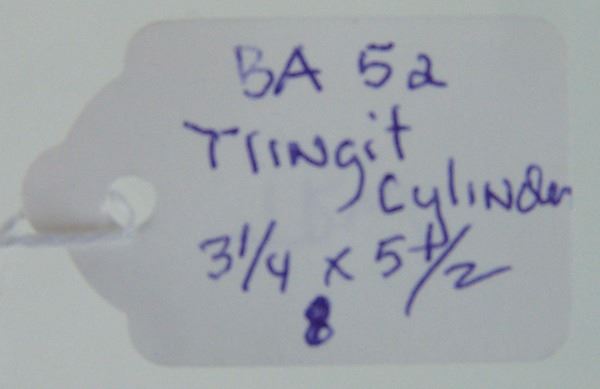 BA 52
Tlingit
Cylinder
3 1/4 x 5 1/2
8